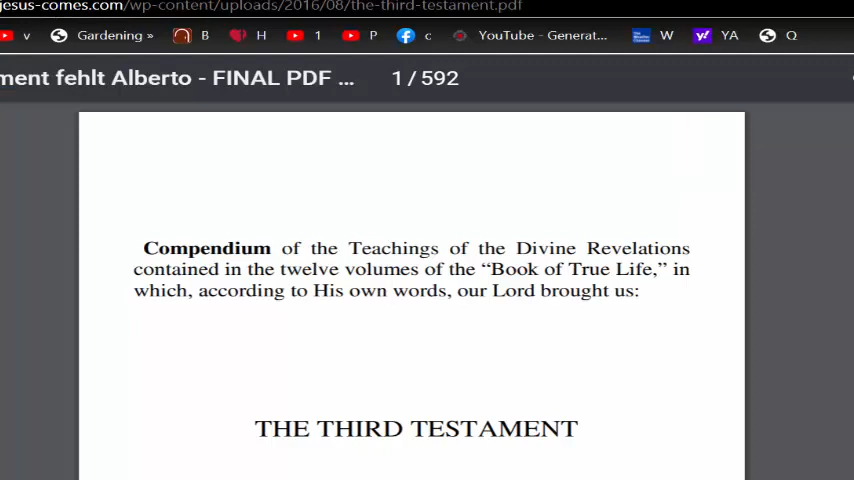 jesus-comes.com/wp-content/uploads/2016/08/the-third-testament.pdf
v Gardening » B H 1 P c YouTube - Generat... W YA Q
ment fehlt Alberto - FINAL PDF ... 1 / 592
Compendium of the Teachings of the Divine Revelations
contained in the twelve volumes of the “Book of True Life,” in
which, according to His own words, our Lord brought us:
THE THIRD TESTAMENT